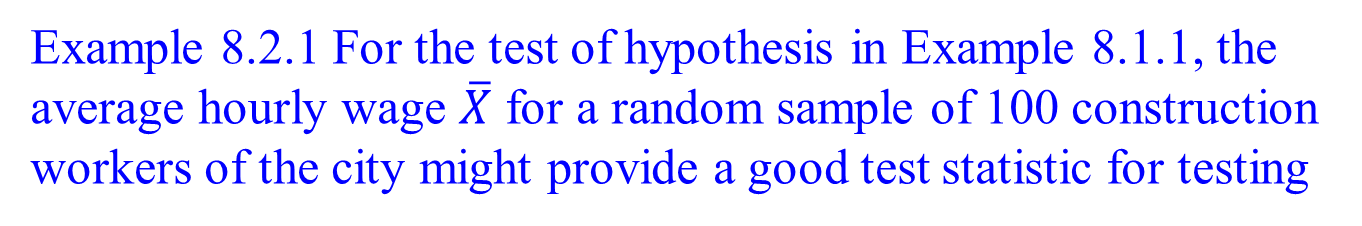 Example 8.2.1 For the test of hypothesis in Example 8.1.1, the
average hourly wage X̄ for a random sample of 100 construction
workers of the city might provide a good test statistic for testing